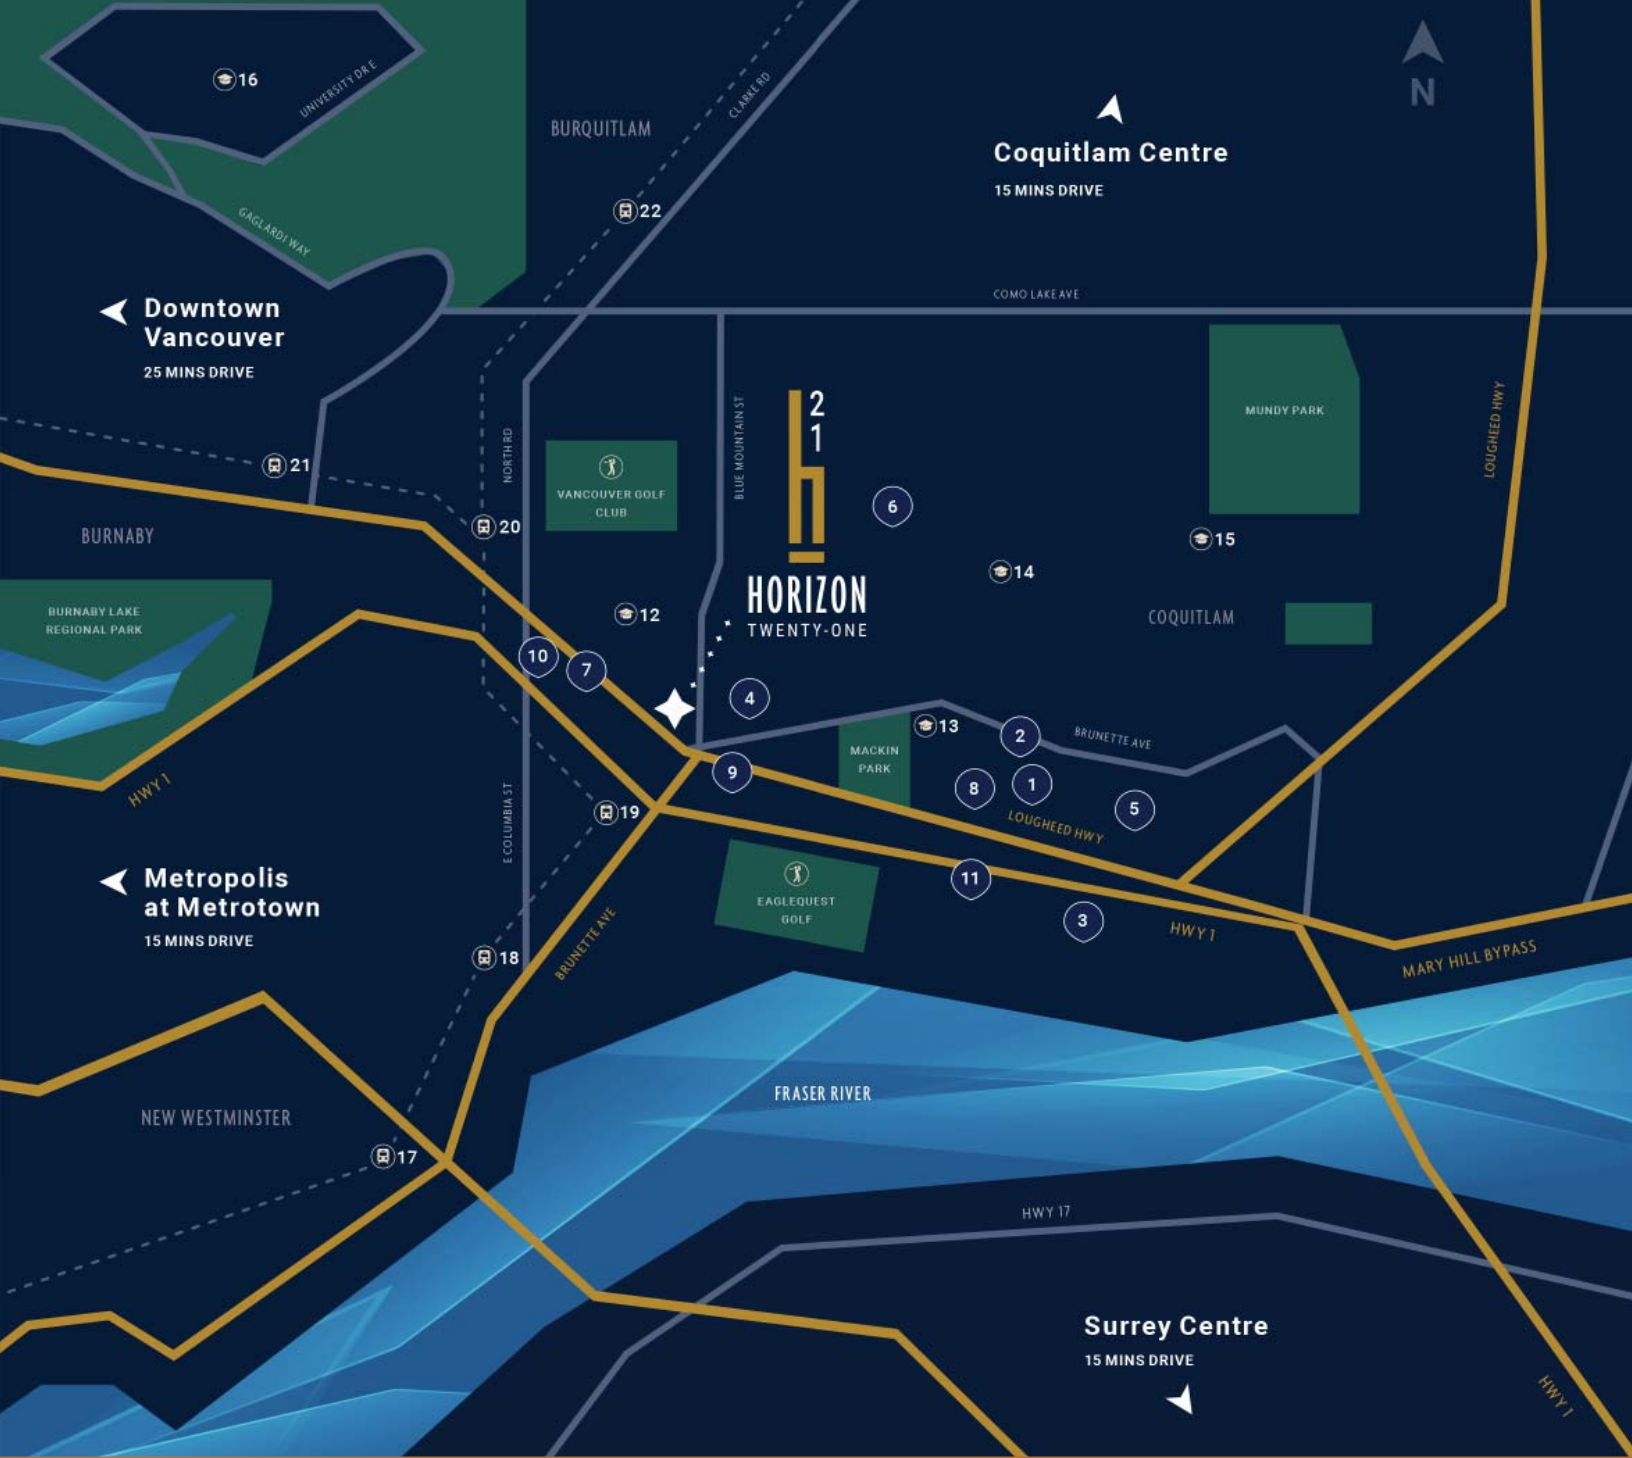 16
UNIVERSITY DR E
BURQUITLAM
CLARKE RD
N
Coquitlam Centre
15 MINS DRIVE
22
GAGLARDI WAY
COMO LAKE AVE
Downtown
Vancouver
25 MINS DRIVE
21
20
NORTH RD
VANCOUVER GOLF
CLUB
BLUE MOUNTAIN ST
2
1
HORIZON
TWENTY-ONE
6
MUNDY PARK
LOUGHEED HWY
15
14
COQUITLAM
BURNABY
BURNABY LAKE
REGIONAL PARK
12
10
7
4
13
2
BRUNETTE AVE
MACKIN
PARK
9
8
1
5
LOUGHEED HWY
HWY 1
E COLUMBIA ST
19
EAGLEQUEST
GOLF
11
3
HWY 1
MARY HILL BYPASS
Metropolis
at Metrotown
15 MINS DRIVE
18
BRUNETTE AVE
FRASER RIVER
NEW WESTMINSTER
17
HWY 17
Surrey Centre
15 MINS DRIVE
HWY 1